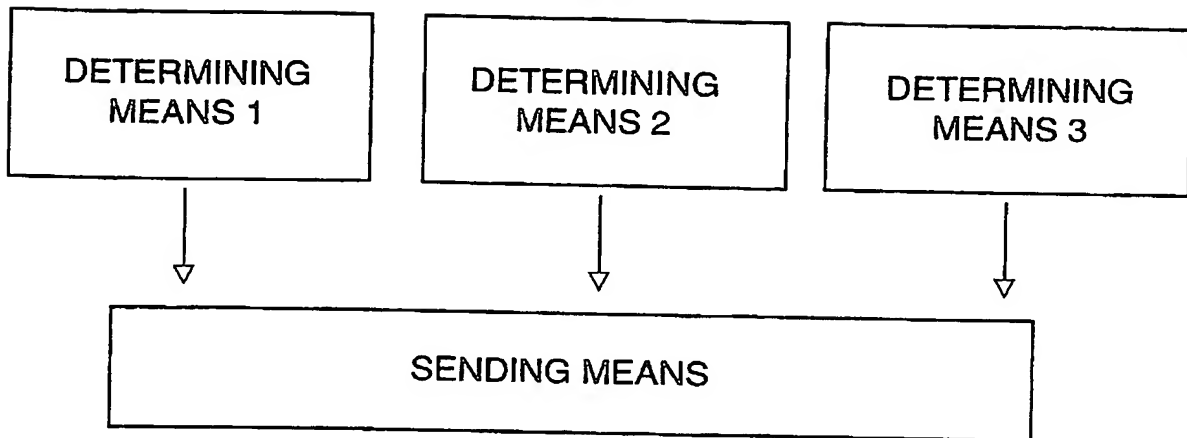 DETERMINING
MEANS 1
DETERMINING
MEANS 2
DETERMINING
MEANS 3
SENDING MEANS